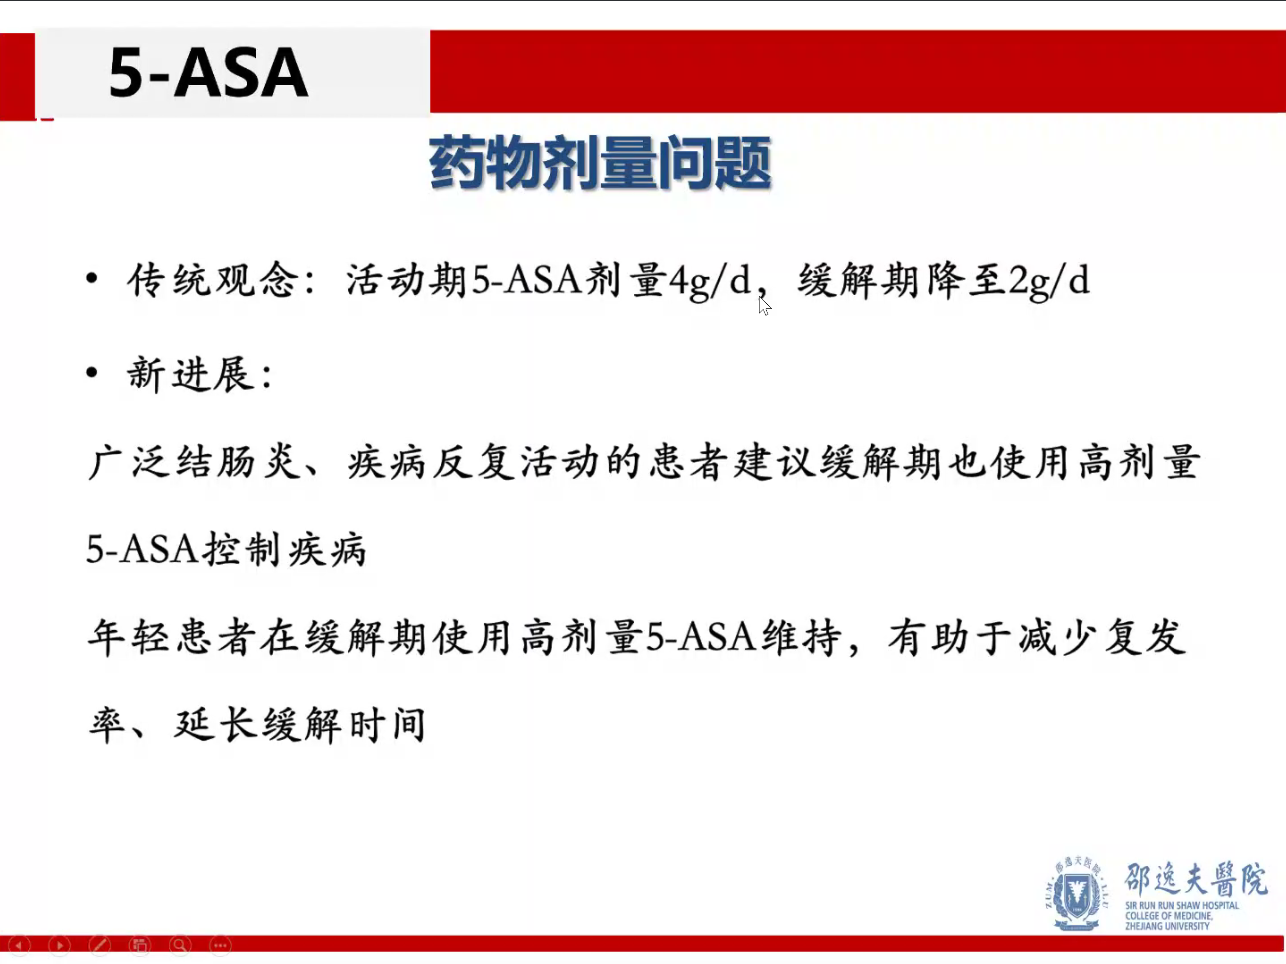 5-ASA
药物剂量问题
• 传统观念：活动期5-ASA剂量4g/d，缓解期降至2g/d
• 新进展：
广泛结肠炎、疾病反复活动的患者建议缓解期也使用高剂量
5-ASA控制疾病
年轻患者在缓解期使用高剂量5-ASA维持，有助于减少复发
率、延长缓解时间
邵逸夫醫院
SIR RUN RUN SHAW HOSPITAL
COLLEGE OF MEDICINE,
ZHEJIANG UNIVERSITY